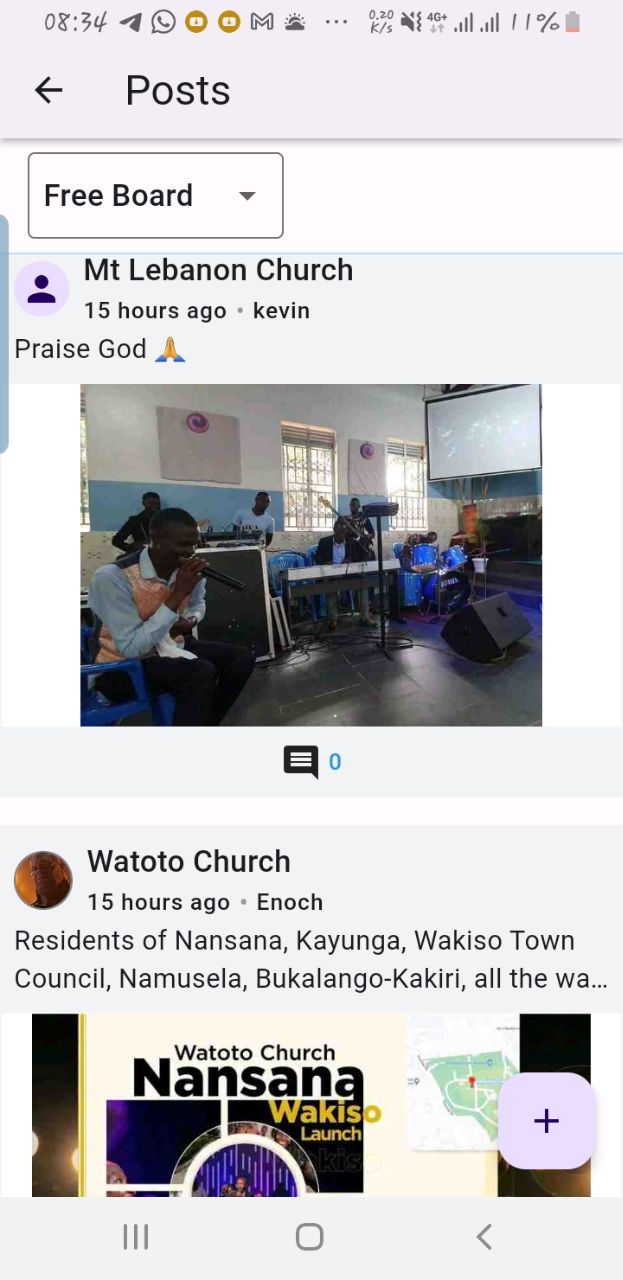 08:34
0.20 K/s 4G+ 11%
Posts
Free Board
Mt Lebanon Church
15 hours ago • kevin
Praise God 🙏
TAMA
0
Watoto Church
15 hours ago • Enoch
Residents of Nansana, Kayunga, Wakiso Town
Council, Namusela, Bukalango-Kakiri, all the wa...
Watoto Church
Nansana
Wakiso
Launch
+